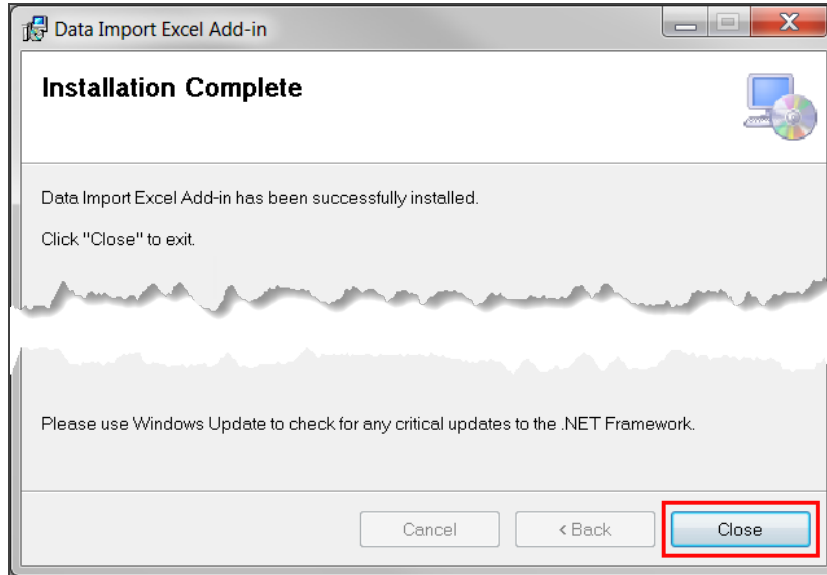 Data Import Excel Add-in
Installation Complete
Data Import Excel Add-in has been successfully installed.
Click "Close" to exit.
Please use Windows Update to check for any critical updates to the .NET Framework.
Cancel
< Back
Close